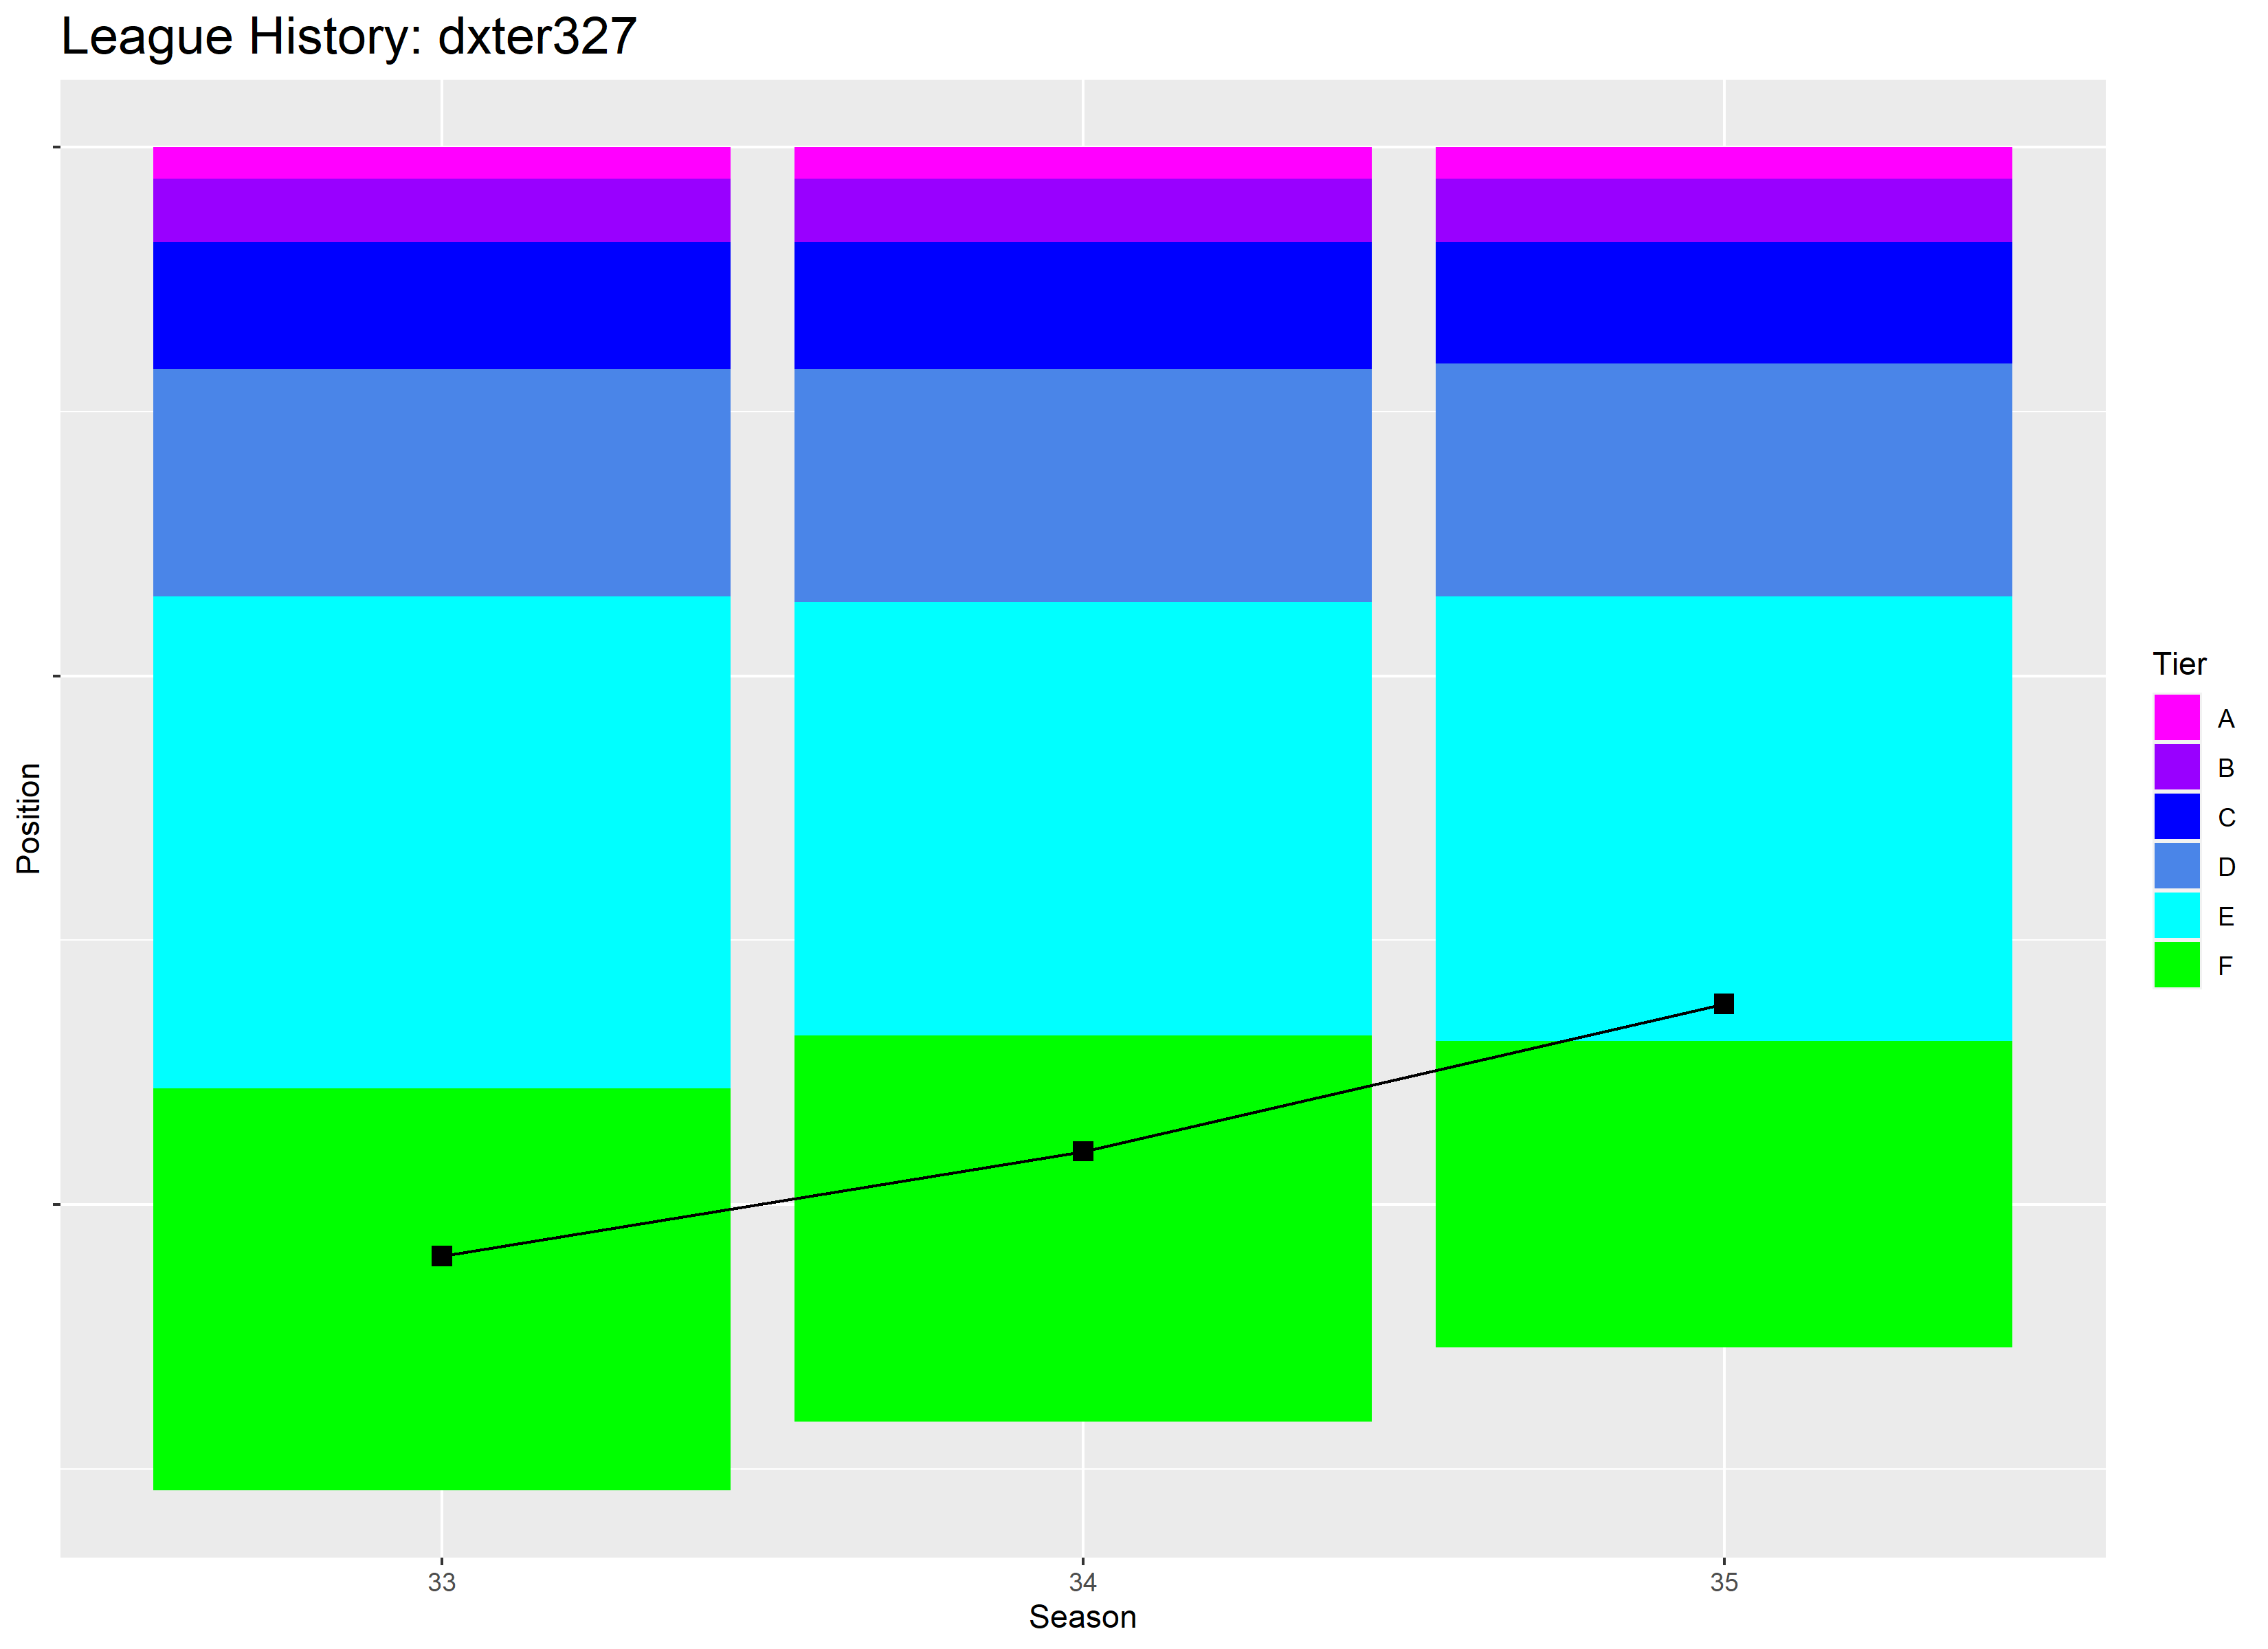 League History: dxter327
Position
33
34
35
Season
Tier
A
B
C
D
E
F